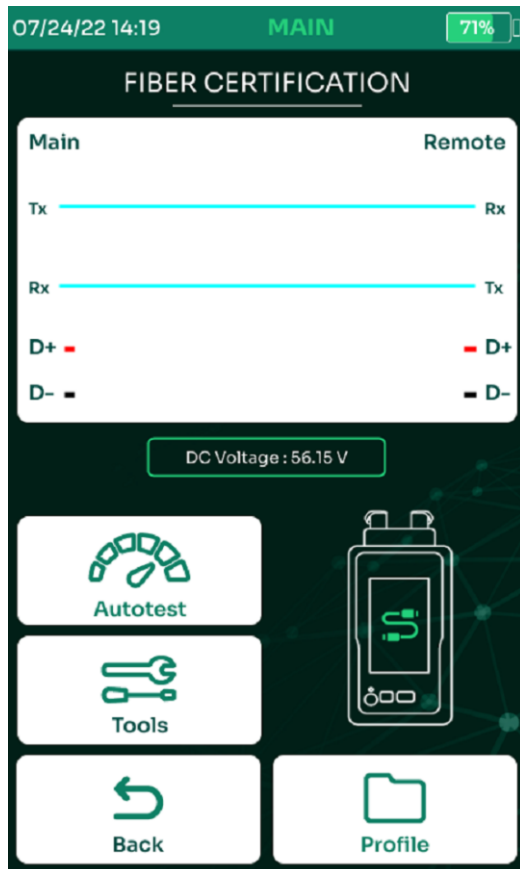 07/24/22 14:19 MAIN 71%
FIBER CERTIFICATION
Main Remote
Tx Rx
Rx Tx
D+ D+
D- D-
DC Voltage : 56.15 V
Autotest
Tools
Back Profile